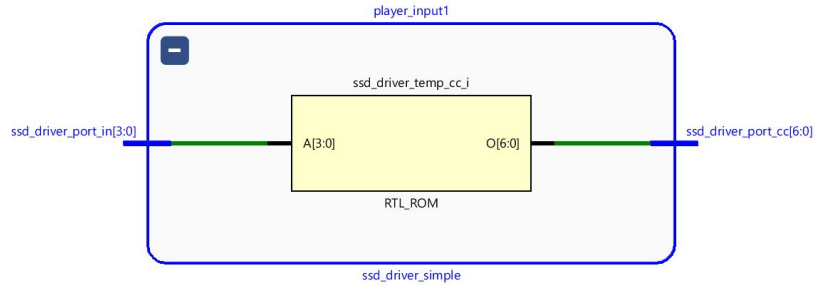 player_input1
ssd_driver_temp_cc_i
ssd_driver_port_in[3:0]
A[3:0]
O[6:0]
ssd_driver_port_cc[6:0]
RTL_ROM
ssd_driver_simple